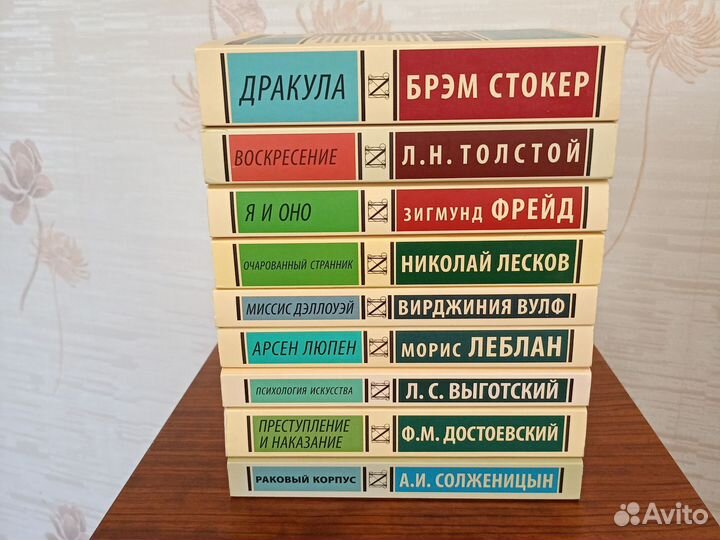 ДРАКУЛА БРЭМ СТОКЕР
ВОСКРЕСЕНИЕ Л.Н. ТОЛСТОЙ
Я И ОНО ЗИГМУНД ФРЕЙД
ОЧАРОВАННЫЙ СТРАННИК НИКОЛАЙ ЛЕСКОВ
МИССИС ДЭЛЛОУЭЙ ВИРДЖИНИЯ ВУЛФ
АРСЕН ЛЮПЕН МОРИС ЛЕБЛАН
ПСИХОЛОГИЯ ИСКУССТВА Л. С. ВЫГОТСКИЙ
ПРЕСТУПЛЕНИЕ
И НАКАЗАНИЕ Ф.М. ДОСТОЕВСКИЙ
РАКОВЫЙ КОРПУС А.И. СОЛЖЕНИЦЫН
Avito